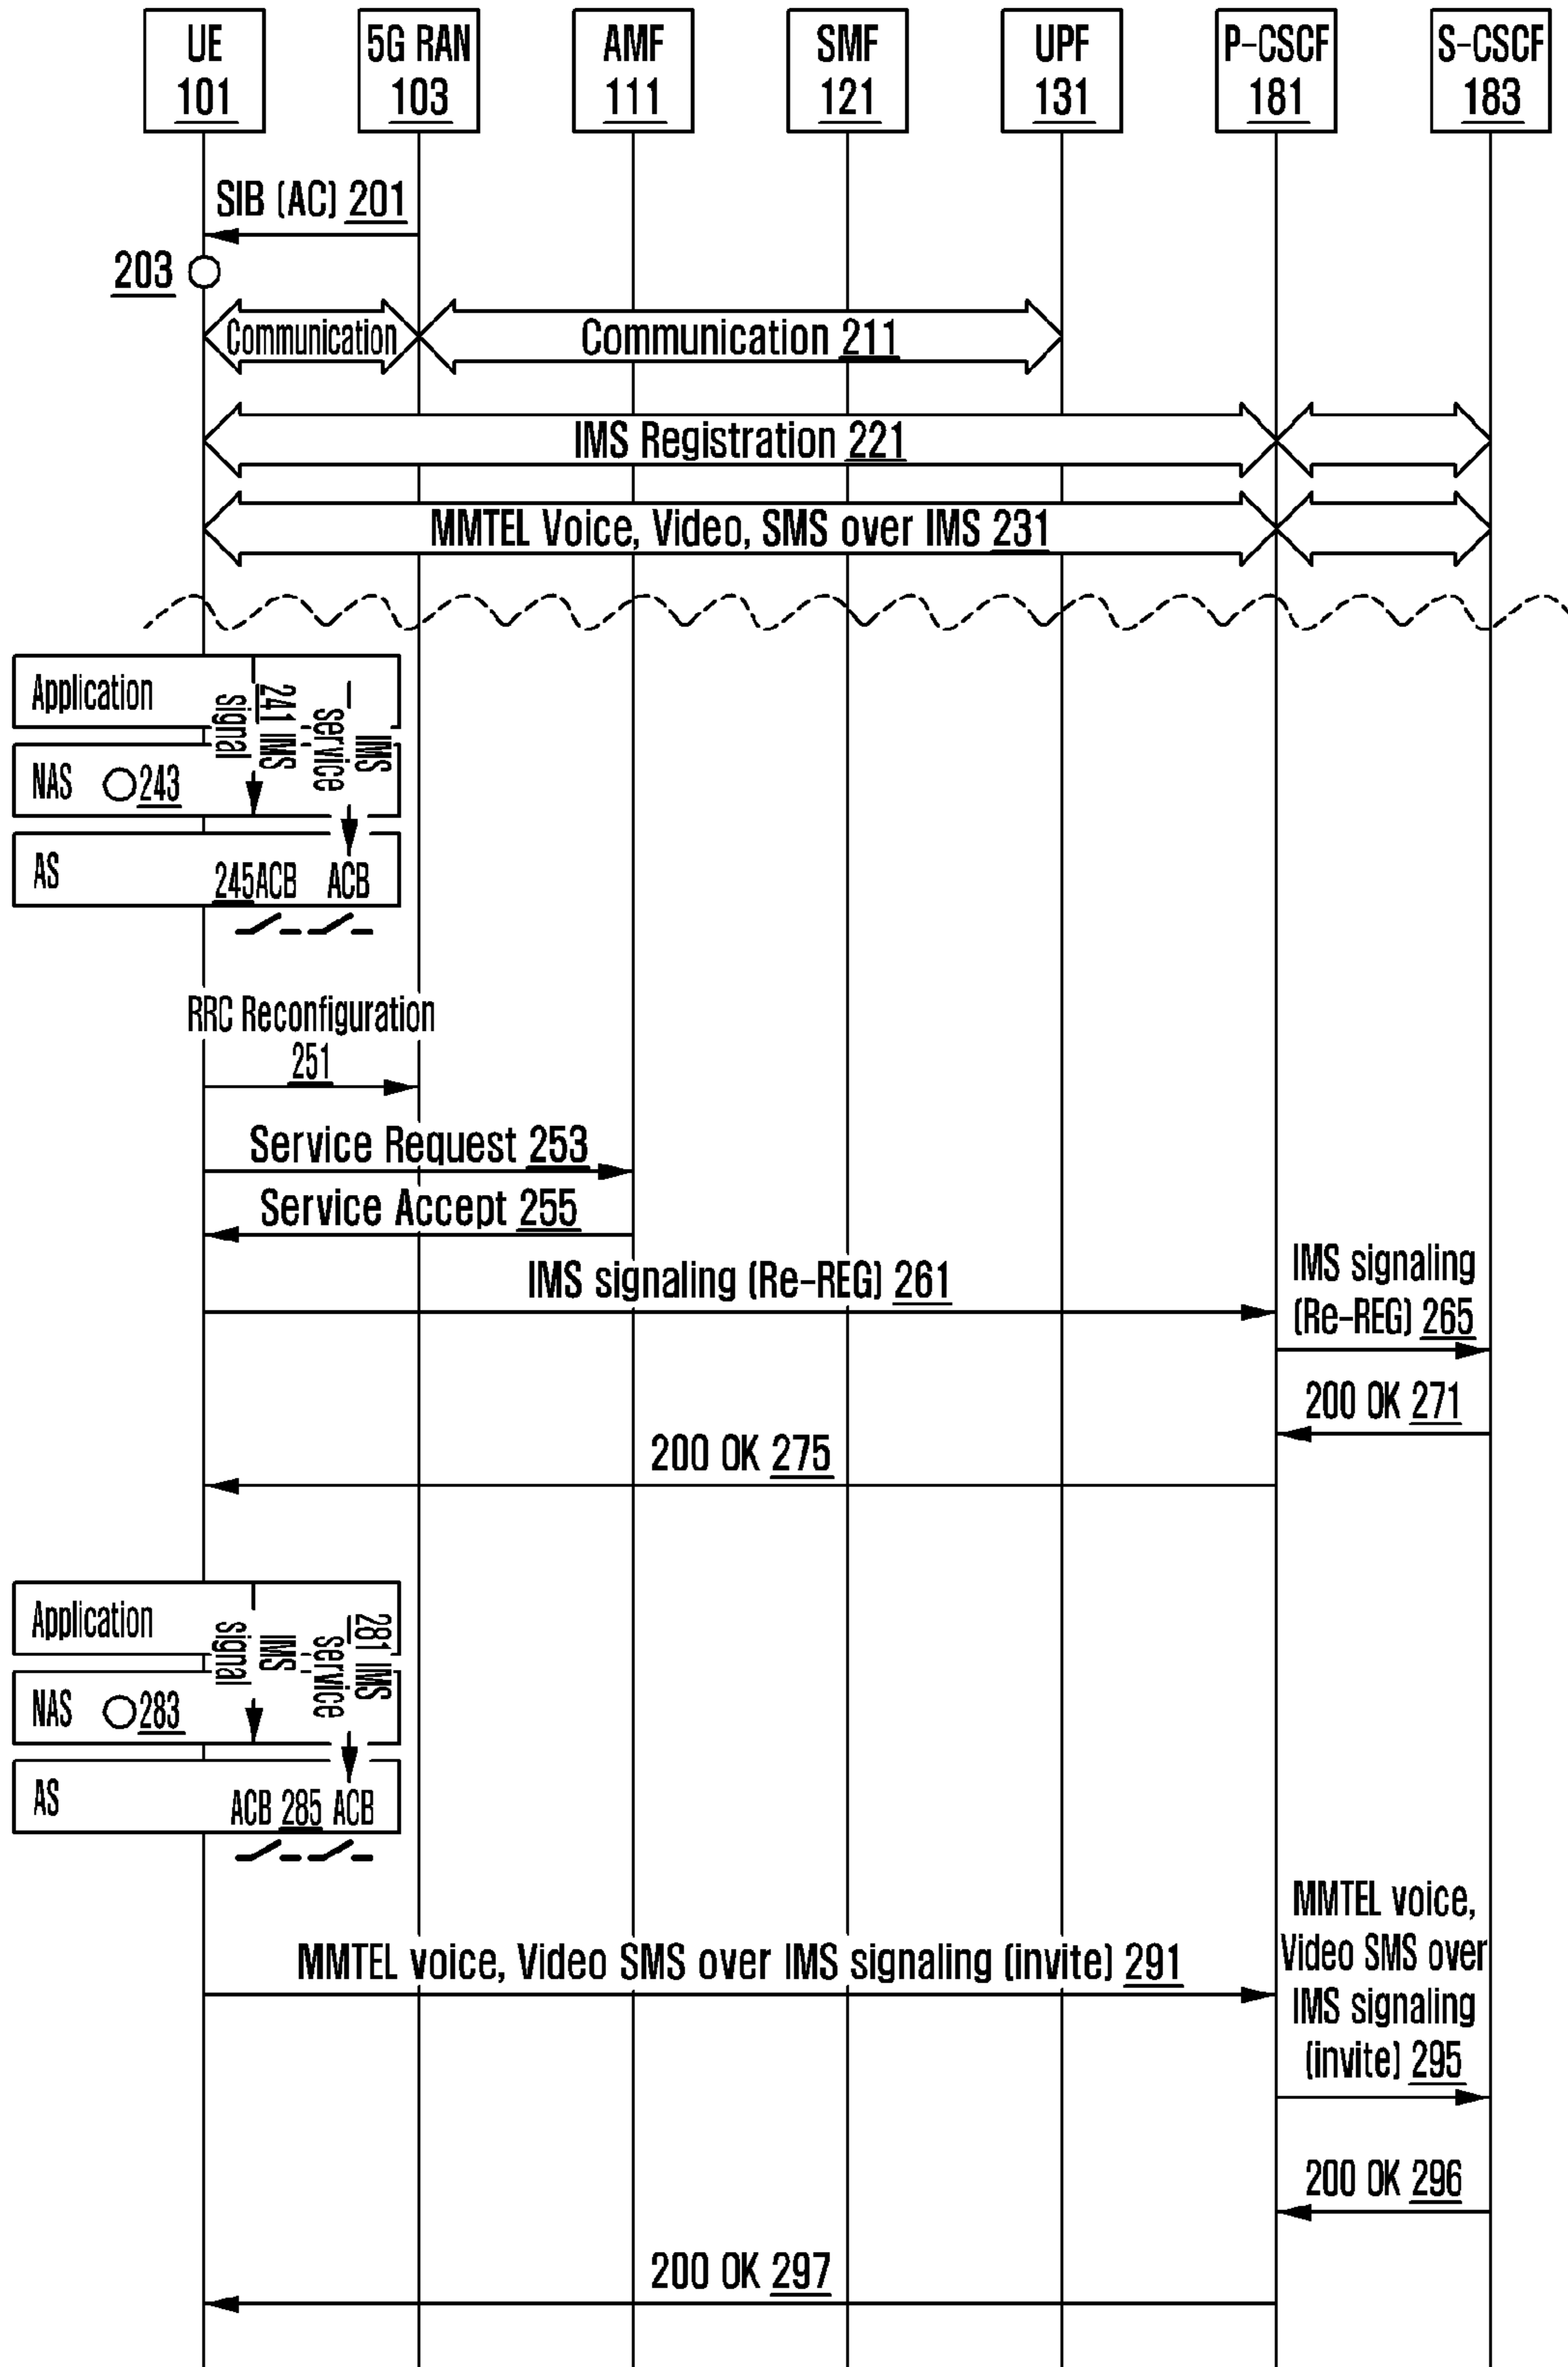 UE
101
5G RAN
103
AMF
111
SMF
121
UPF
131
P-CSCF
181
S-CSCF
183
SIB (AC) 201
203
Communication
Communication 211
IMS Registration 221
MMTEL Voice, Video, SMS over IMS 231
Application
241 IMS
signal
IMS
service
NAS 243
AS
245 ACB ACB
RRC Reconfiguration
251
Service Request 253
Service Accept 255
IMS signaling (Re-REG) 261
IMS signaling
(Re-REG) 265
200 OK 271
200 OK 275
Application
IMS
signal
281 IMS
service
NAS 283
AS
ACB 285 ACB
MMTEL voice, Video SMS over IMS signaling (invite) 291
MMTEL voice,
Video SMS over
IMS signaling
(invite) 295
200 OK 296
200 OK 297